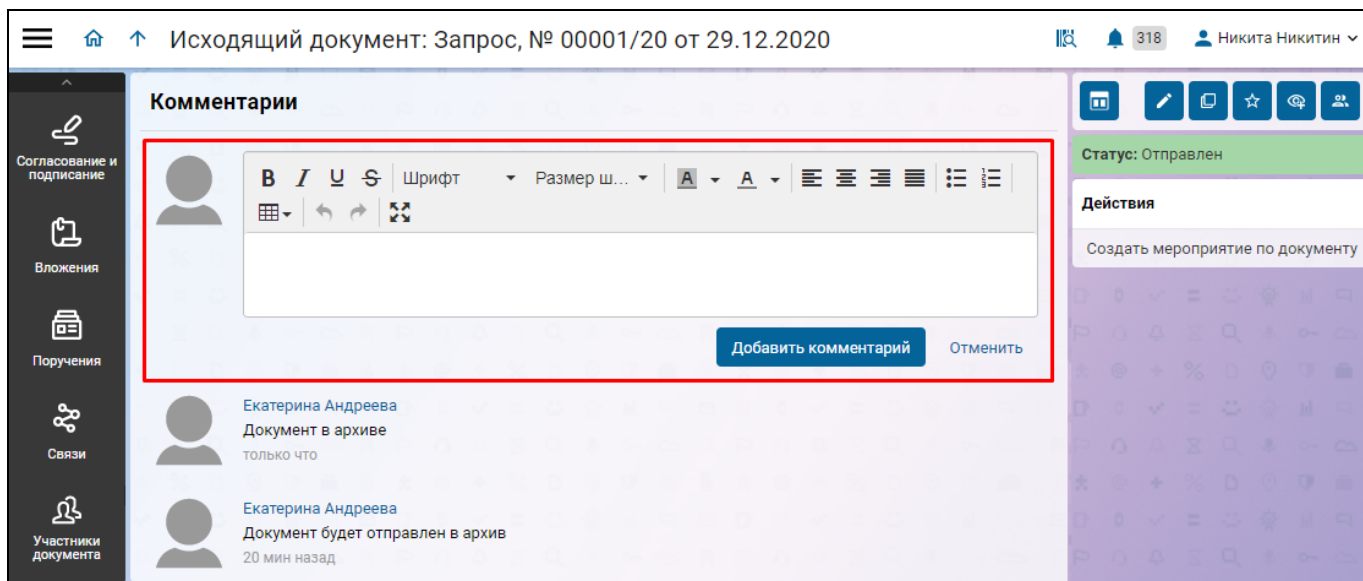 Исходящий документ: Запрос, № 00001/20 от 29.12.2020
318
Никита Никитин
Согласование и
подписание
Вложения
Поручения
Связи
Участники
документа
Комментарии
B I U S Шрифт Размер ш... A A
Добавить комментарий Отменить
Екатерина Андреева
Документ в архиве
только что
Екатерина Андреева
Документ будет отправлен в архив
20 мин назад
Статус: Отправлен
Действия
Создать мероприятие по документу